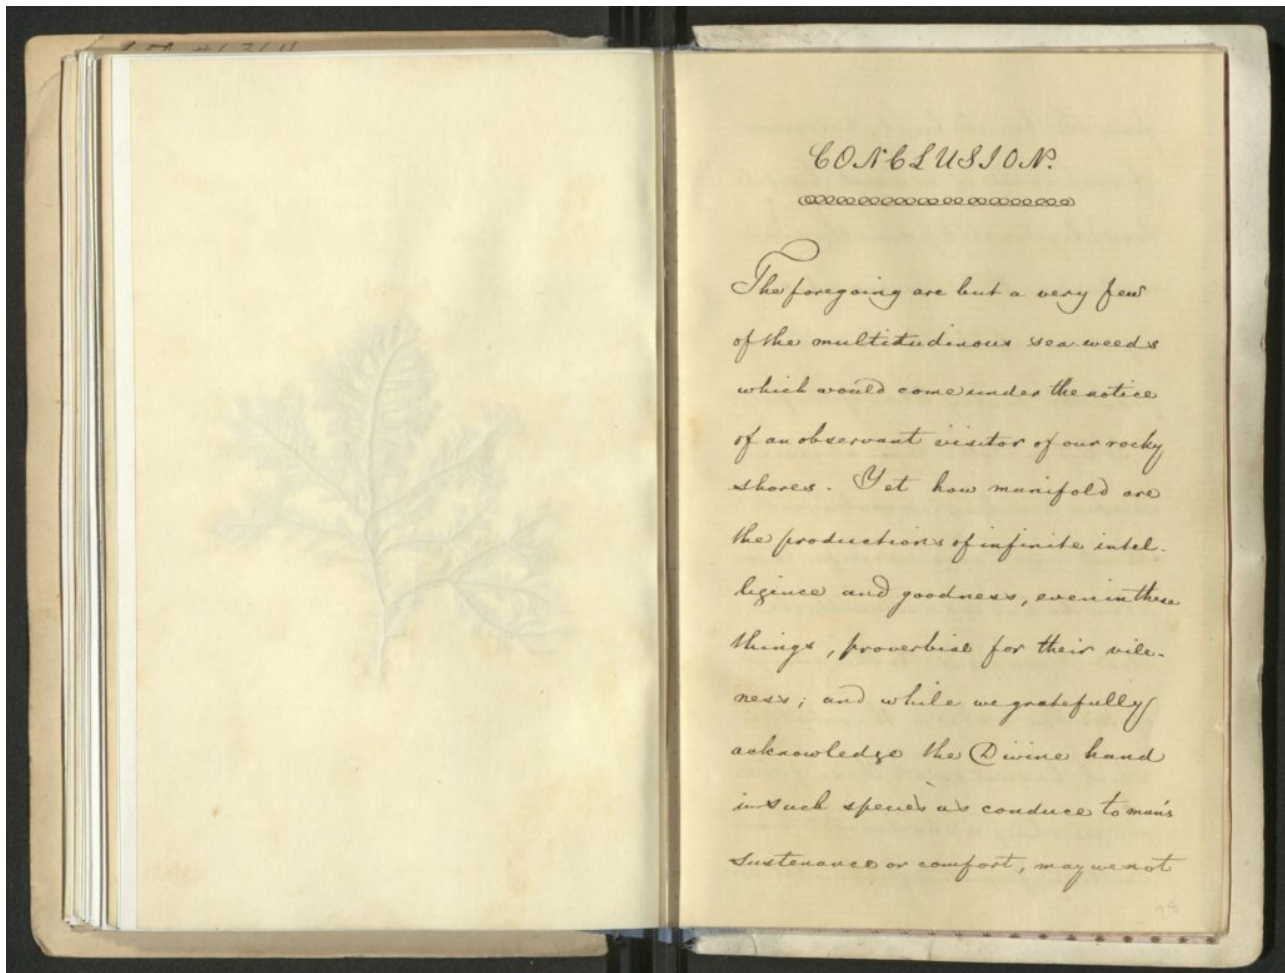 CONCLUSION.
The foregoing are but a very few
of the multitudinous sea-weeds
which would come under the notice
of an observant visitor of our rocky
shores. Yet how manifold are
the productions of infinite intel-
ligence and goodness, even in these
things, proverbial for their vile-
ness; and while we gratefully
acknowledge the Divine hand
in such species as conduce to man's
sustenance or comfort, may we not